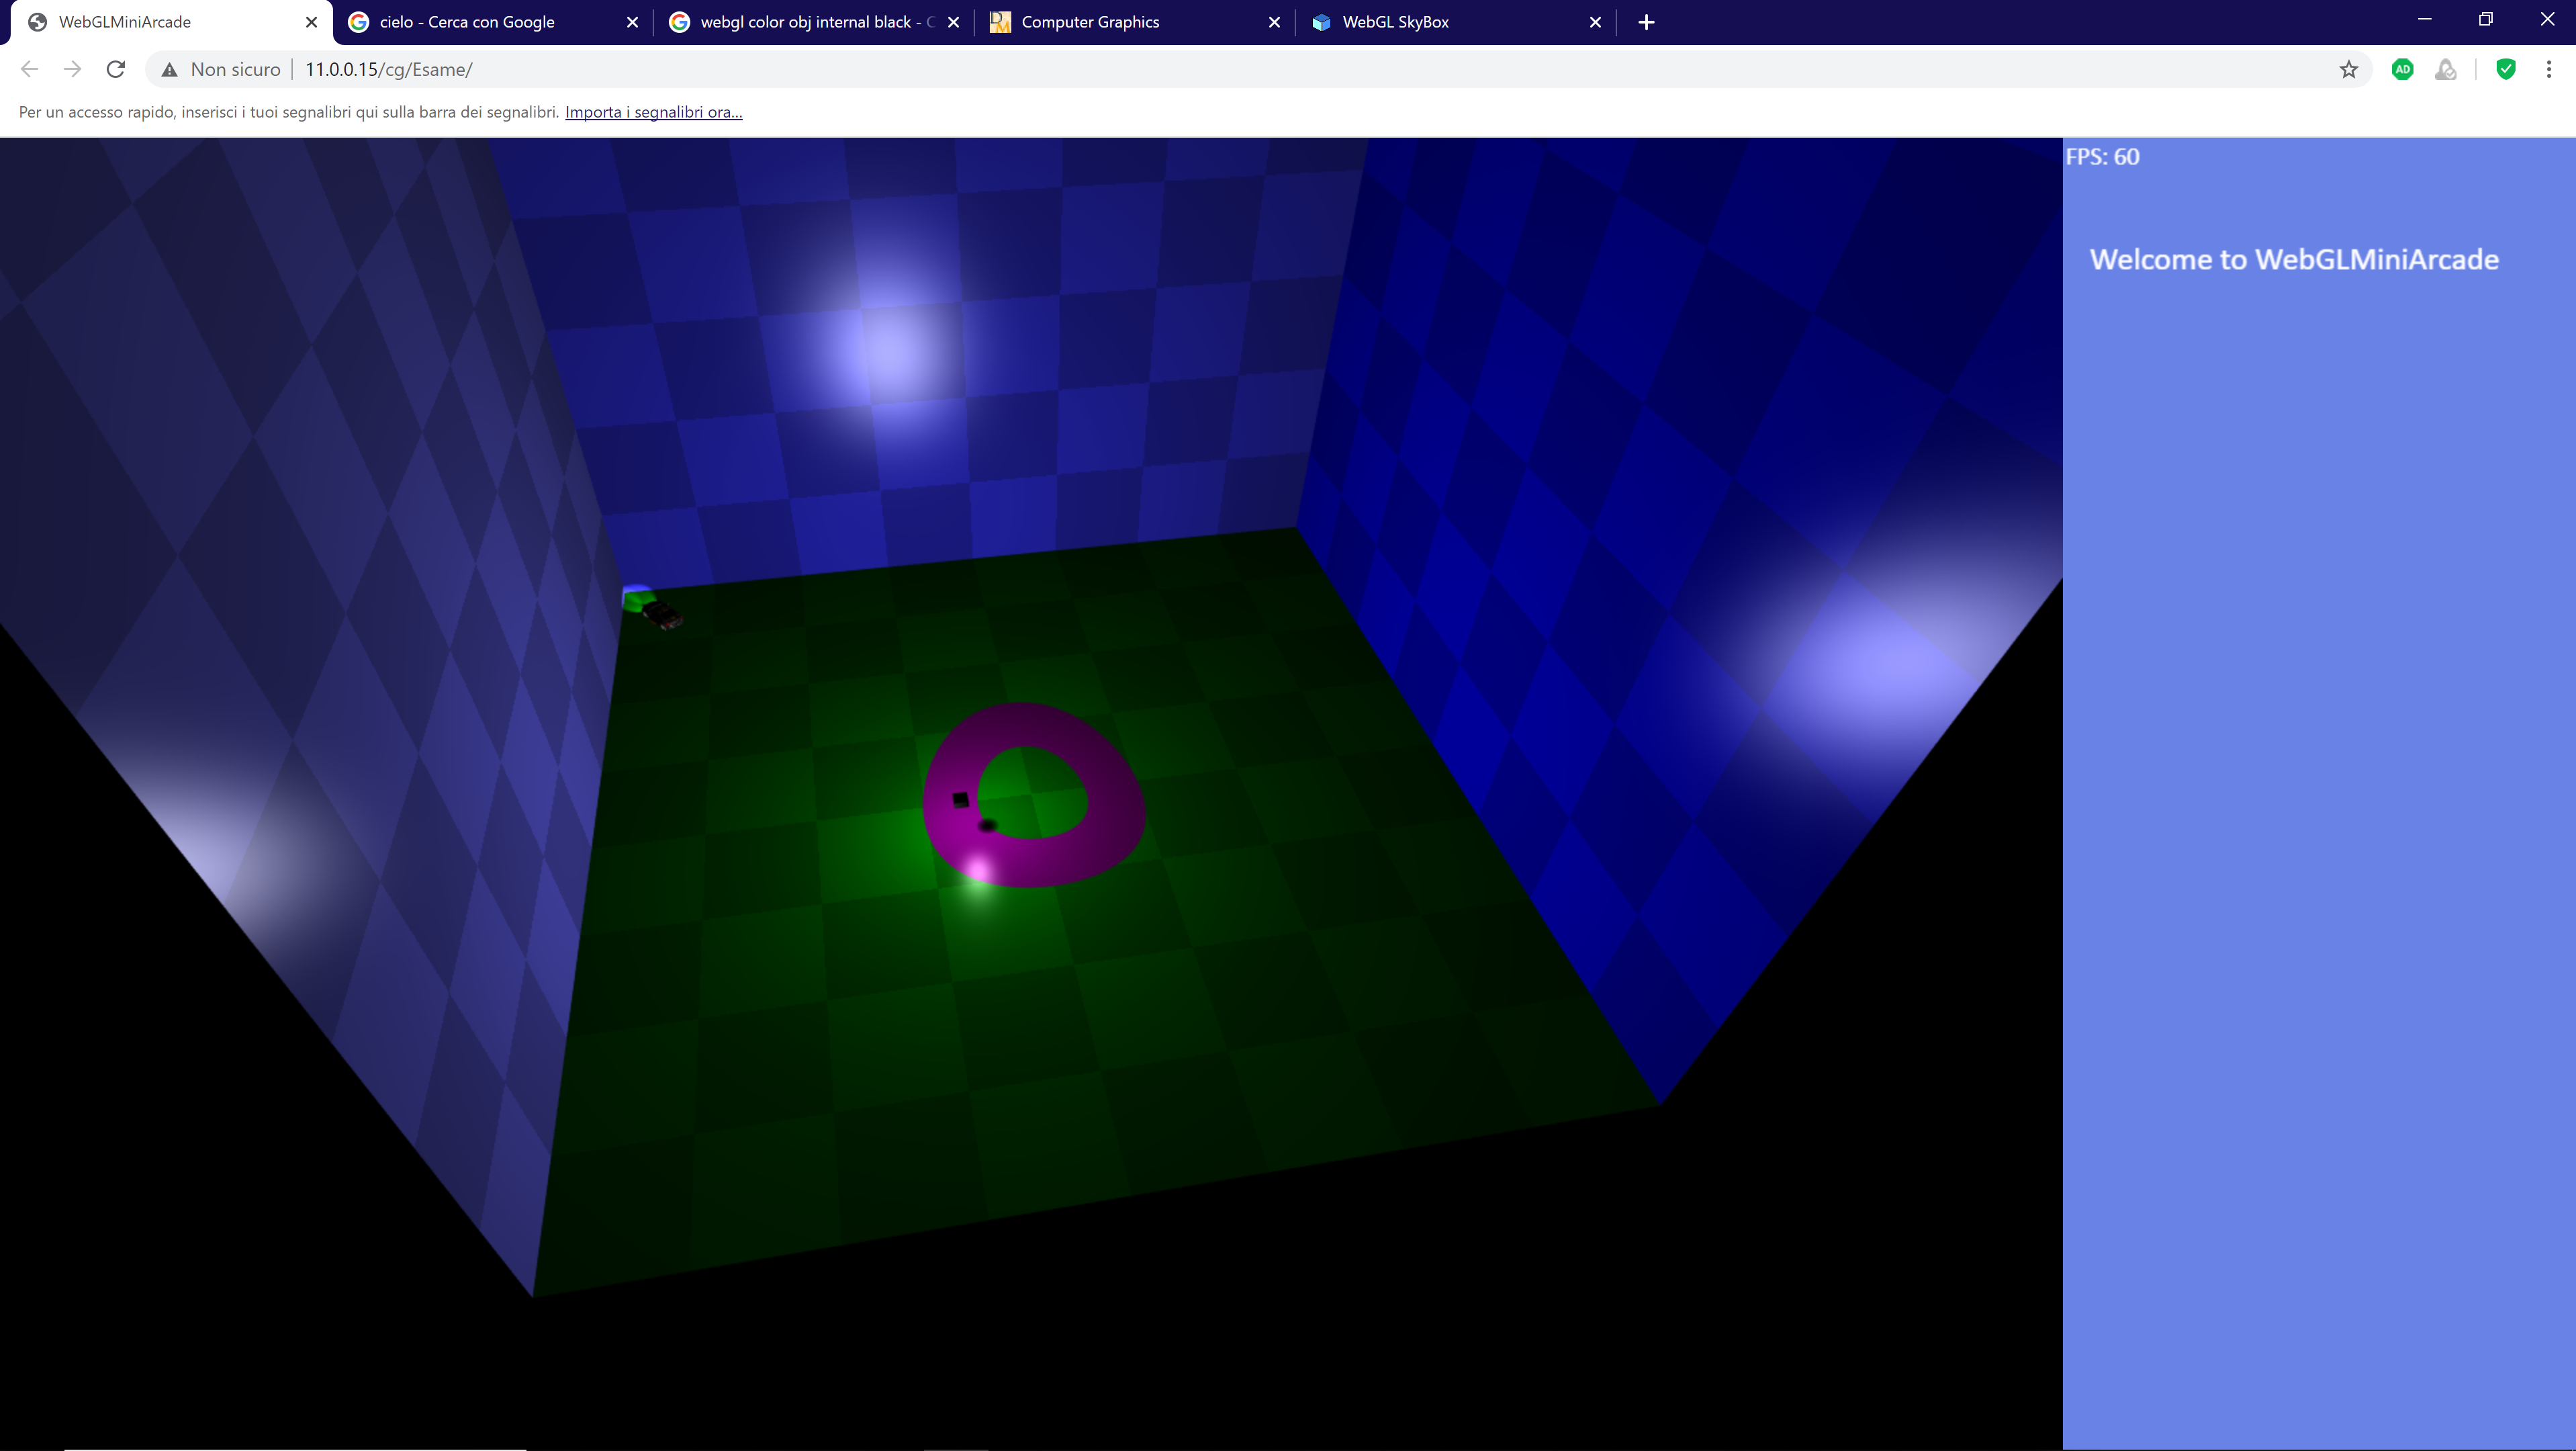 WebGLMiniArcade
cielo - Cerca con Google
webgl color obj internal black -
Computer Graphics
WebGL SkyBox
Non sicuro
11.0.0.15/cg/Esame/
AD
Per un accesso rapido, inserisci i tuoi segnalibri qui sulla barra dei segnalibri. Importa i segnalibri ora...
FPS: 60
Welcome to WebGLMiniArcade